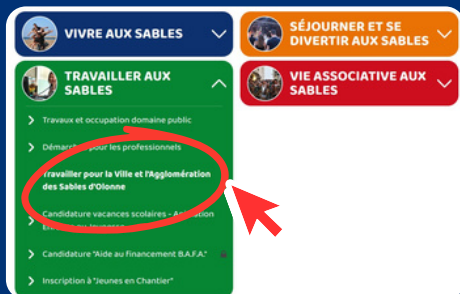 VIVRE AUX SABLES
SÉJOURNER ET SE
DIVERTIR AUX SABLES
TRAVAILLER AUX
SABLES
VIE ASSOCIATIVE AUX
SABLES
Travaux et occupation domaine public
pour les professionnels
Travailler pour la Ville et l'Agglomération
des Sables d'Olonne
Candidature vacances scolaires -
Candidature "Aide au financement B.A.F.A."
Inscription à "Jeunes en Chantier"